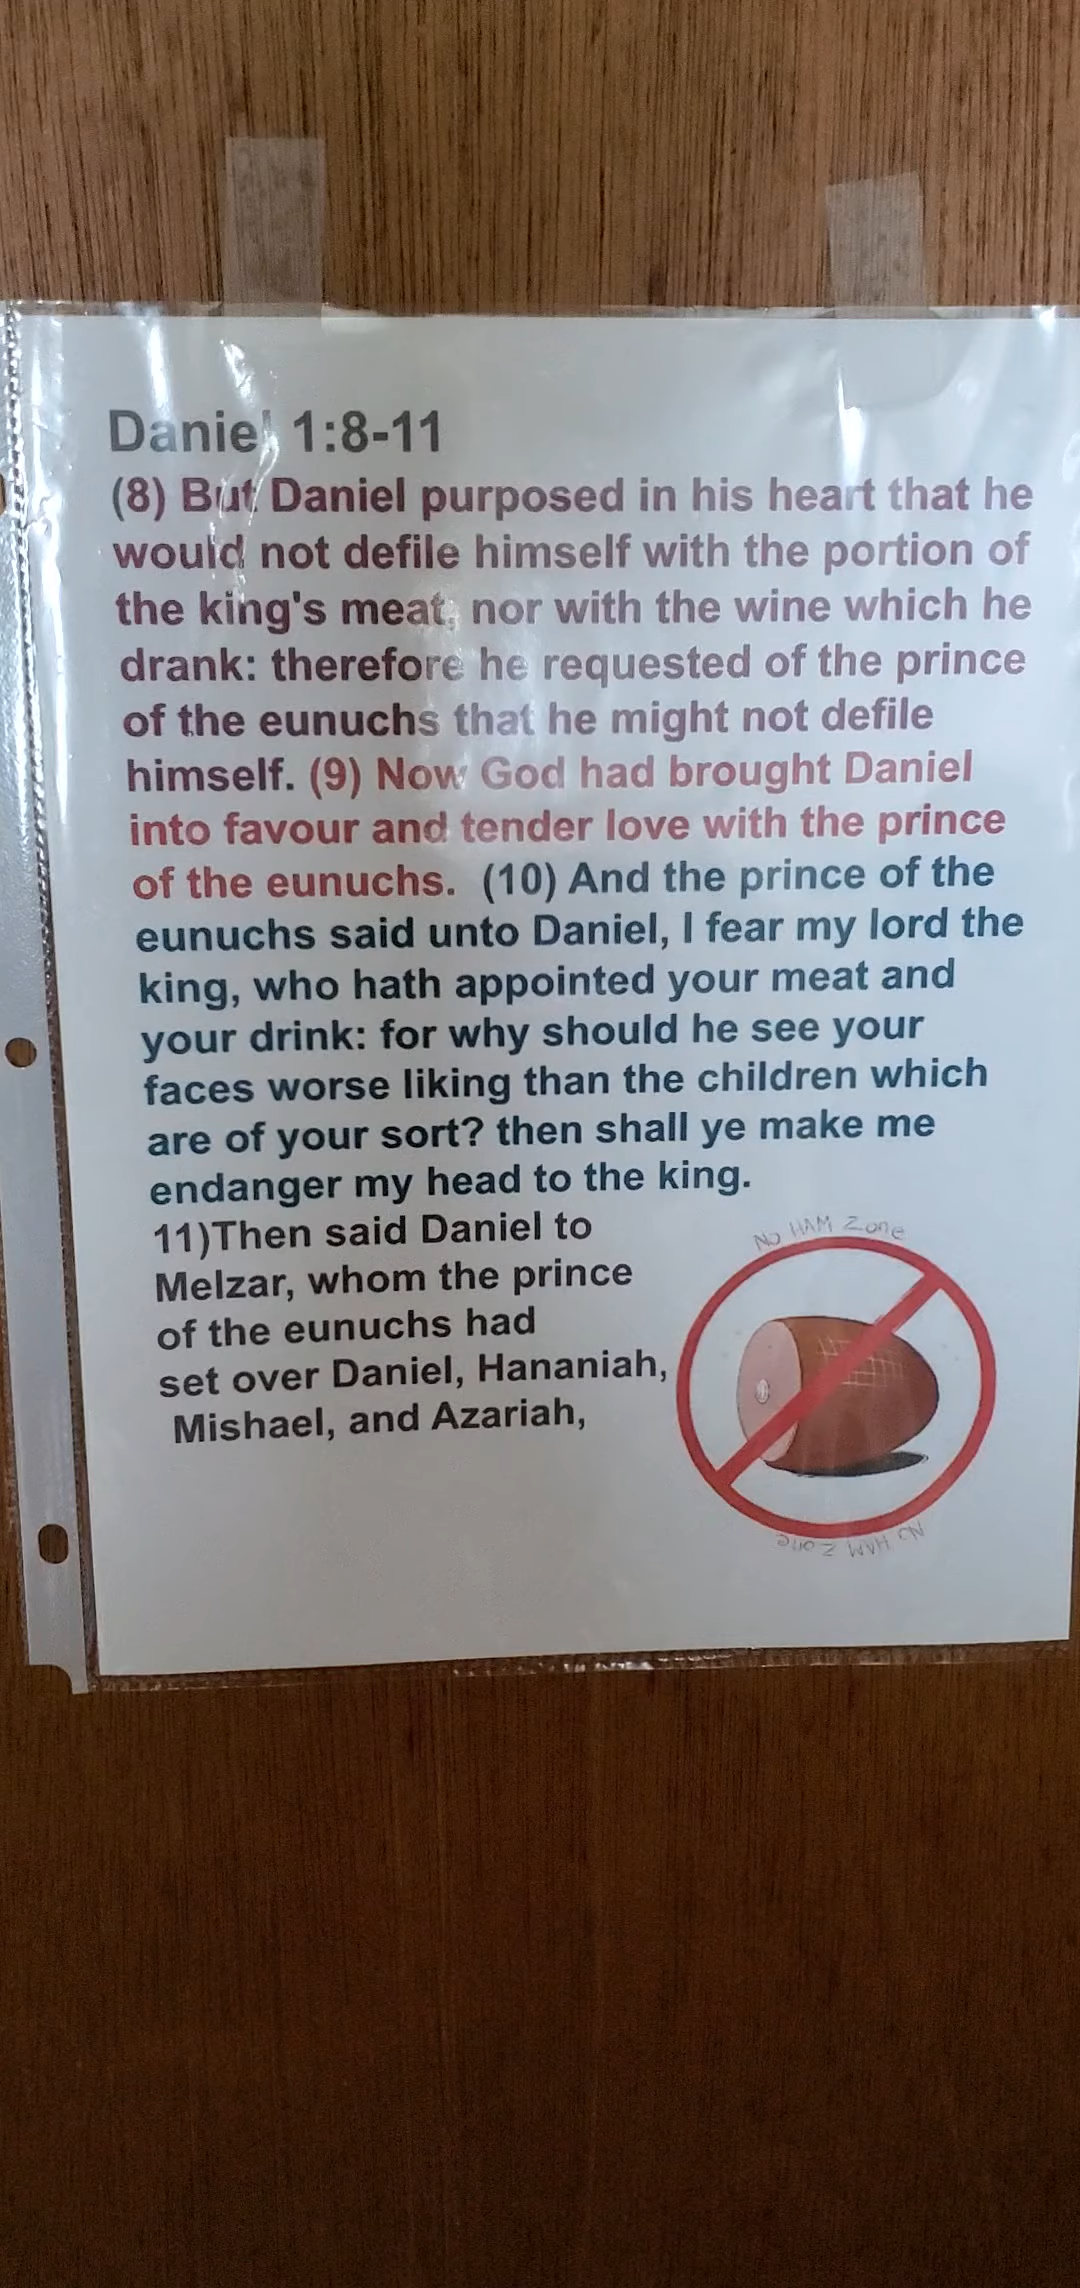 Daniel 1:8-11
(8) But Daniel purposed in his heart that he
would not defile himself with the portion of
the king's meat, nor with the wine which he
drank: therefore he requested of the prince
of the eunuchs that he might not defile
himself. (9) Now God had brought Daniel
into favour and tender love with the prince
of the eunuchs.  (10) And the prince of the
eunuchs said unto Daniel, I fear my lord the
king, who hath appointed your meat and
your drink: for why should he see your
faces worse liking than the children which
are of your sort? then shall ye make me
endanger my head to the king.
11)Then said Daniel to
Melzar, whom the prince
of the eunuchs had
set over Daniel, Hananiah,
Mishael, and Azariah,
No HAM Zone
No HAM Zone